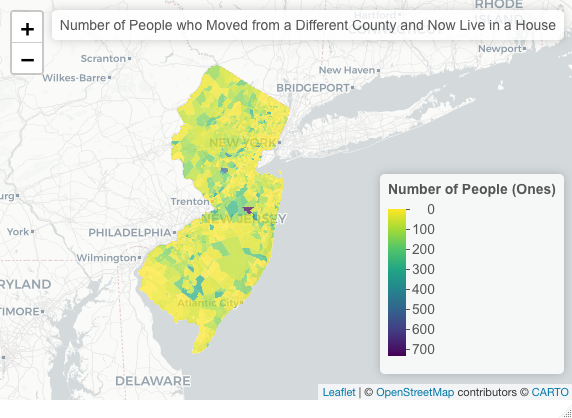 RHODE
Hartford
+
Number of People who Moved from a Different County and Now Live in a House
−
Newport
Scranton
Wilkes-Barre
New Haven
BRIDGEPORT
NEW YORK
Number of People (Ones)
0
100
200
300
400
500
600
700
urg
Trenton
NEW JERSEY
York
PHILADELPHIA
Wilmington
RYLAND
Atlantic City
TIMORE
DELAWARE
Leaflet | © OpenStreetMap contributors © CARTO